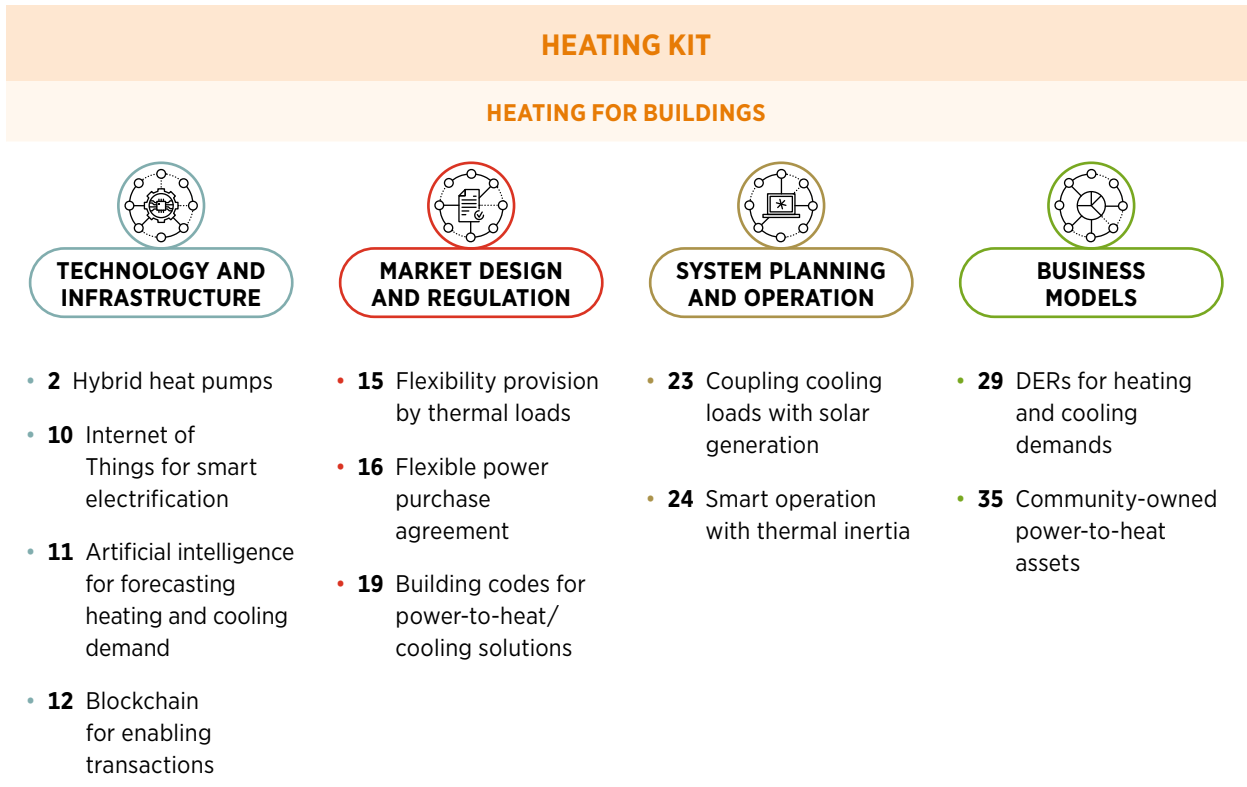 HEATING KIT
HEATING FOR BUILDINGS
TECHNOLOGY AND
INFRASTRUCTURE
• 2 Hybrid heat pumps
• 10 Internet of
Things for smart
electrification
• 11 Artificial intelligence
for forecasting
heating and cooling
demand
• 12 Blockchain
for enabling
transactions
MARKET DESIGN
AND REGULATION
• 15 Flexibility provision
by thermal loads
• 16 Flexible power
purchase
agreement
• 19 Building codes for
power-to-heat/
cooling solutions
SYSTEM PLANNING
AND OPERATION
• 23 Coupling cooling
loads with solar
generation
• 24 Smart operation
with thermal inertia
BUSINESS
MODELS
• 29 DERs for heating
and cooling
demands
• 35 Community-owned
power-to-heat
assets